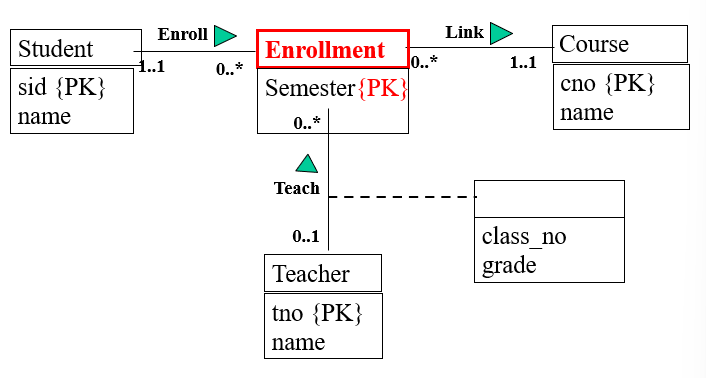 Enroll
Link
Student
Enrollment
Course
1..1
0..*
0..*
1..1
sid {PK}
name
Semester{PK}
cno {PK}
name
0..*
Teach
0..1
class_no
grade
Teacher
tno {PK}
name